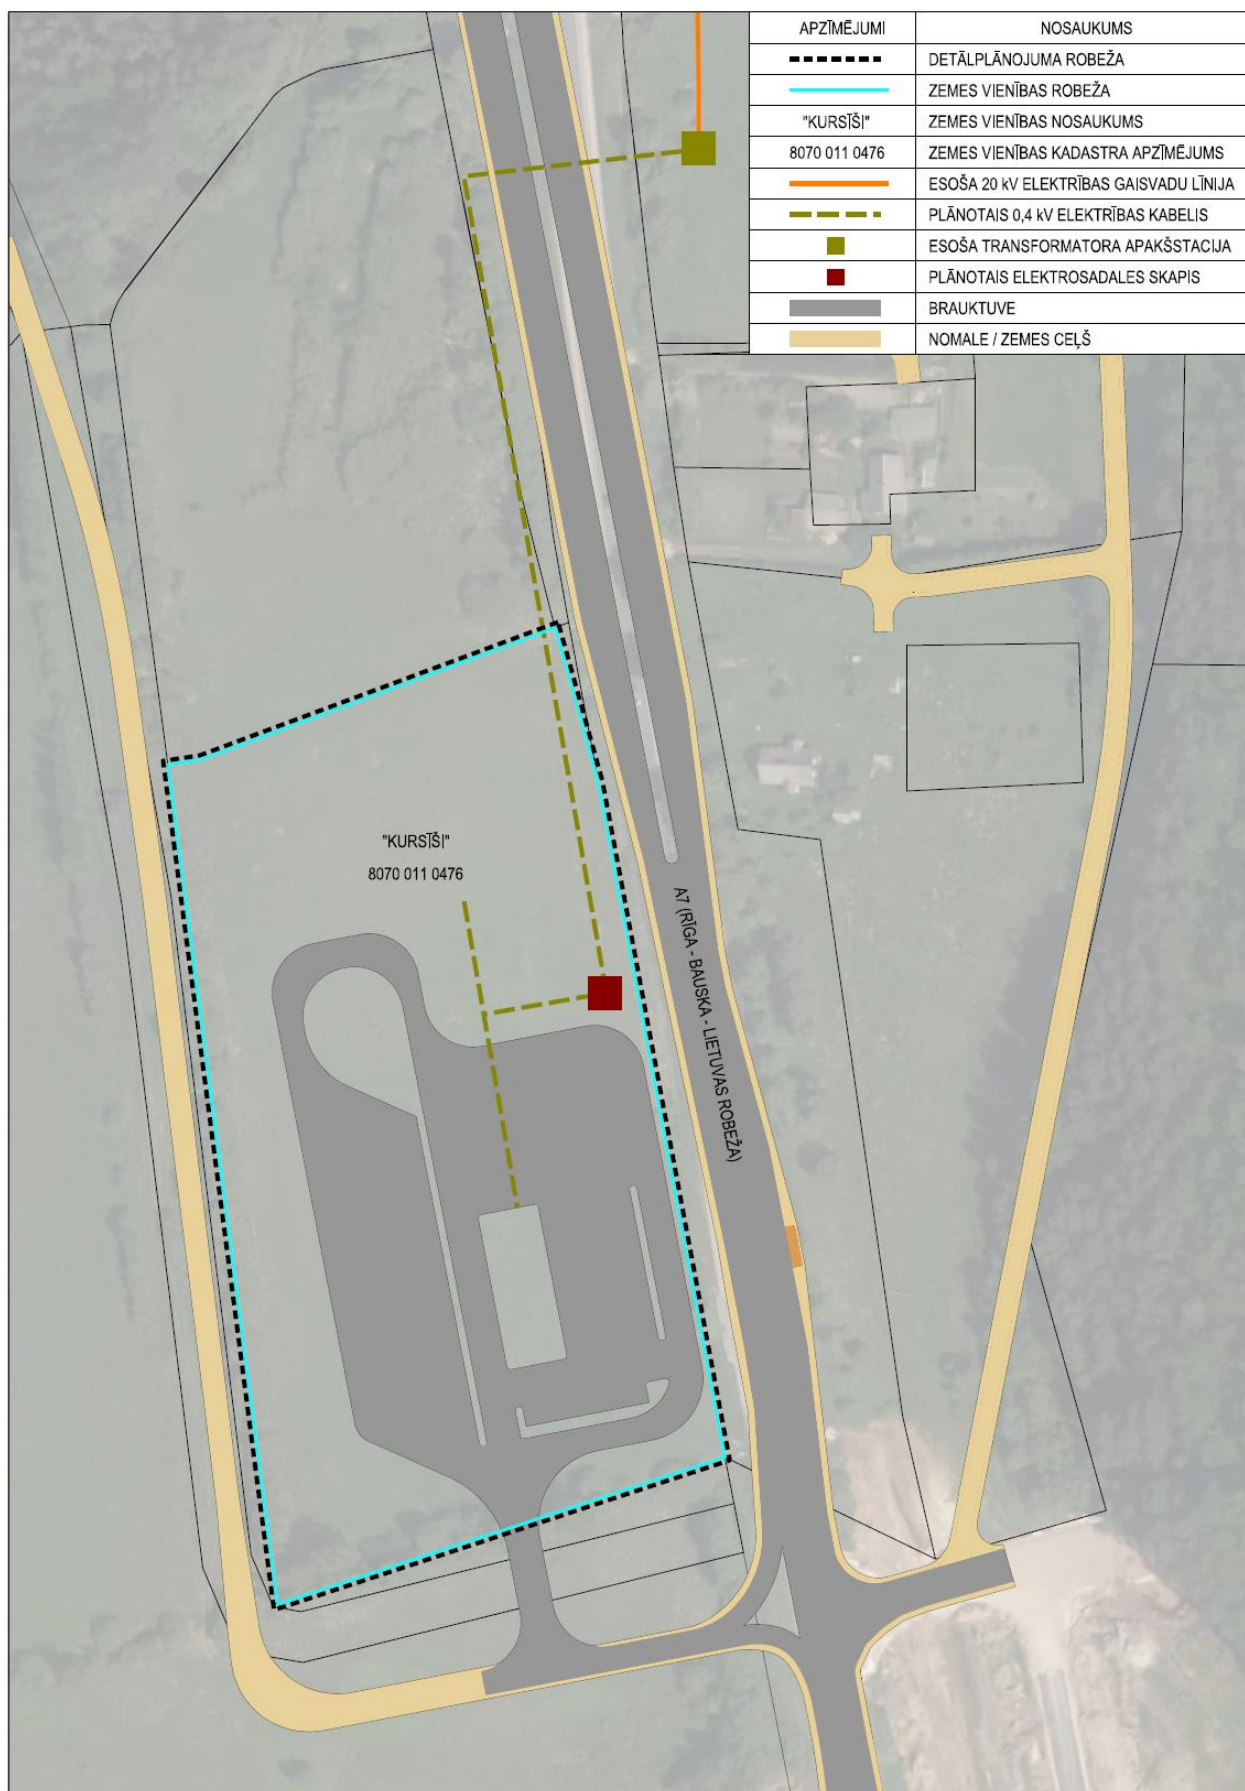 APZĪMĒJUMI NOSAUKUMS
DETĀLPLĀNOJUMA ROBEŽA
ZEMES VIENĪBAS ROBEŽA
"KURSĪŠI" ZEMES VIENĪBAS NOSAUKUMS
8070 011 0476 ZEMES VIENĪBAS KADASTRA APZĪMĒJUMS
ESOŠA 20 kV ELEKTRĪBAS GAISVADU LĪNIJA
PLĀNOTAIS 0,4 kV ELEKTRĪBAS KABELIS
ESOŠA TRANSFORMATORA APAKŠSTACIJA
PLĀNOTAIS ELEKTROSADALES SKAPIS
BRAUKTUVE
NOMALE / ZEMES CEĻŠ
"KURSĪŠI"
8070 011 0476
A7 (RĪGA - BAUSKA - LIETUVAS ROBEŽA)